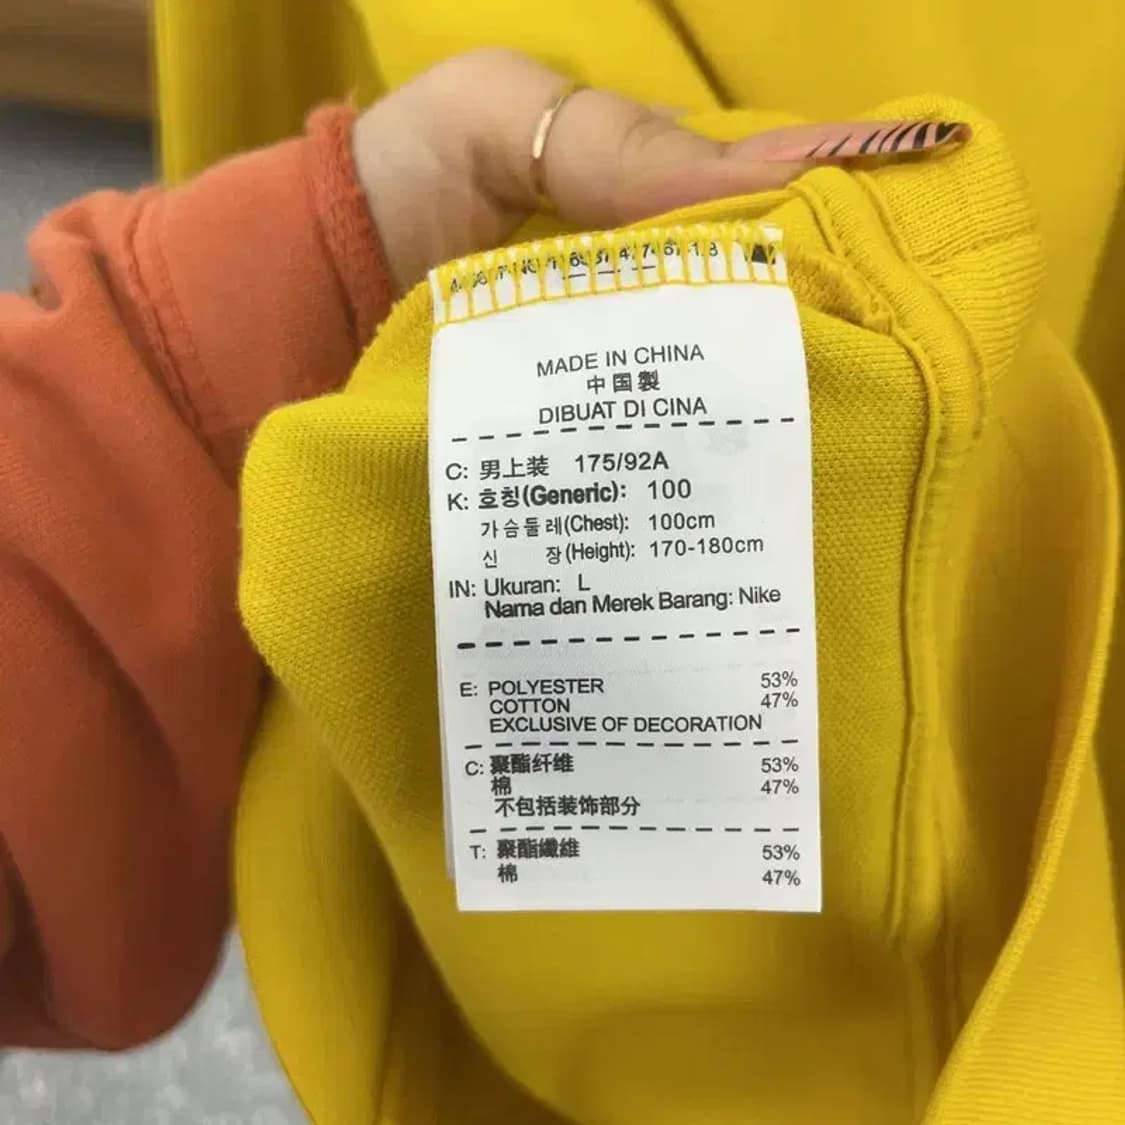 MADE IN CHINA
中国製
DIBUAT DI CINA
C: 男上装 175/92A
K: 호칭(Generic): 100
가슴둘레(Chest): 100cm
신 장(Height): 170-180cm
IN: Ukuran: L
Nama dan Merek Barang: Nike
E: POLYESTER 53%
COTTON 47%
EXCLUSIVE OF DECORATION
C: 聚酯纤维 53%
棉 47%
不包括装饰部分
T: 聚酯纖維 53%
棉 47%